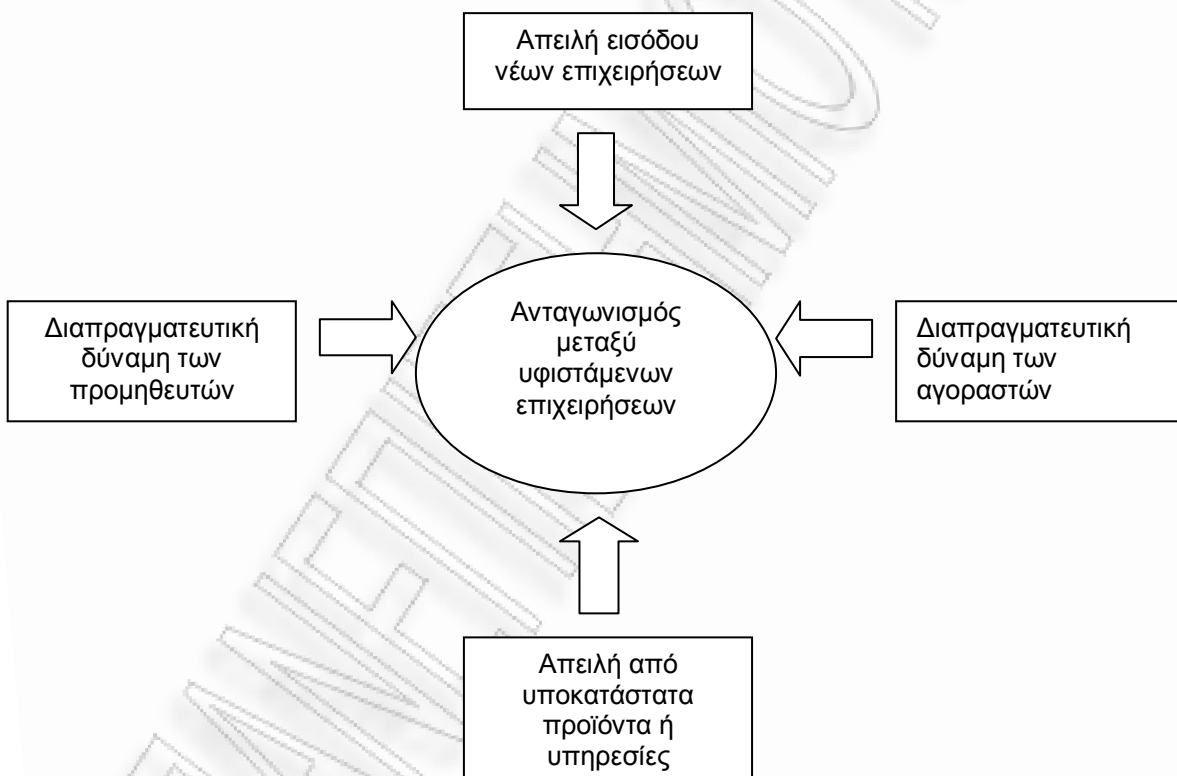 Απειλή εισόδου
νέων επιχειρήσεων
Διαπραγματευτική
δύναμη των
προμηθευτών
Ανταγωνισμός
μεταξύ
υφιστάμενων
επιχειρήσεων
Διαπραγματευτική
δύναμη των
αγοραστών
Απειλή από
υποκατάστατα
προϊόντα ή
υπηρεσίες